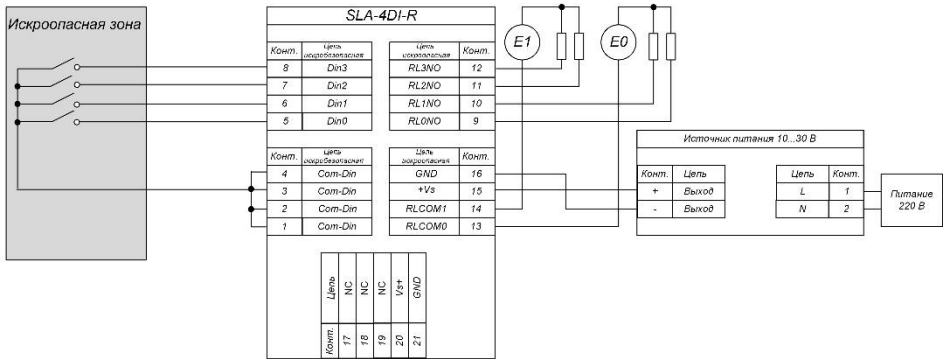 Искроопасная зона
SLA-4DI-R
E1
E0
Конт. Цепь искробезопасная
8 Din3
7 Din2
6 Din1
5 Din0
Цепь искроопасная Конт.
RL3NO 12
RL2NO 11
RL1NO 10
RL0NO 9
Конт. Цепь искробезопасная
4 Com-Din
3 Com-Din
2 Com-Din
1 Com-Din
Цепь искроопасная Конт.
GND 16
+Vs 15
RLCOM1 14
RLCOM0 13
Источник питания 10...30 В
Конт. Цепь
+ Выход
- Выход
Цепь Конт.
L 1
N 2
Питание
220 В
Цепь NC NC NC Vs+ GND
Конт. 17 18 19 20 21